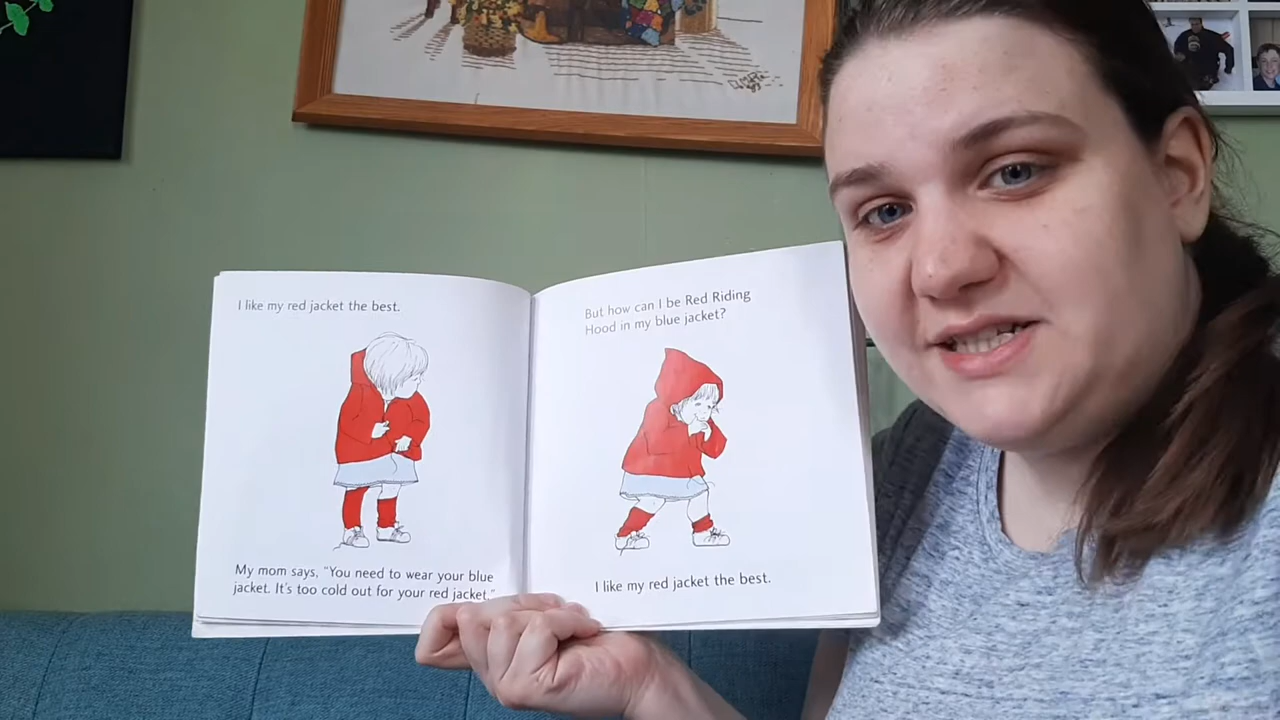 I like my red jacket the best.
My mom says, "You need to wear your blue
jacket. It's too cold out for your red jacket."
But how can I be Red Riding
Hood in my blue jacket?
I like my red jacket the best.